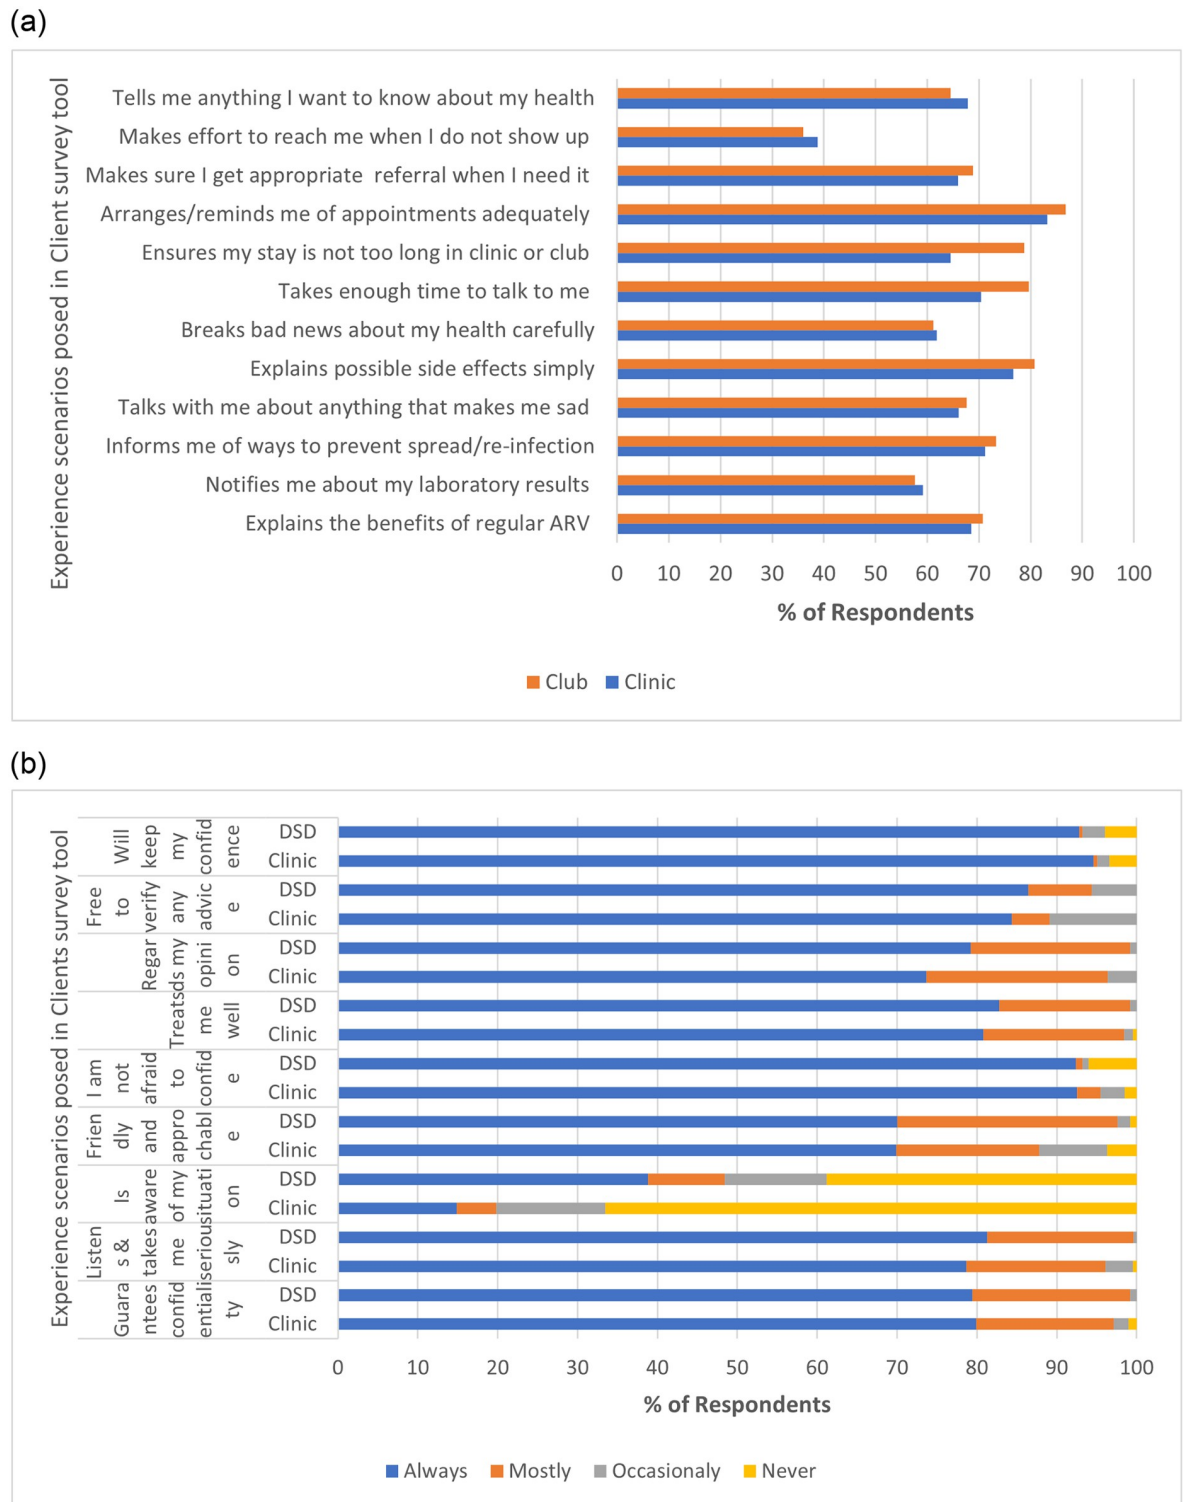 (a)
Experience scenarios posed in Client survey tool
Tells me anything I want to know about my health
Makes effort to reach me when I do not show up
Makes sure I get appropriate  referral when I need it
Arranges/reminds me of appointments adequately
Ensures my stay is not too long in clinic or club
Takes enough time to talk to me
Breaks bad news about my health carefully
Explains possible side effects simply
Talks with me about anything that makes me sad
Informs me of ways to prevent spread/re-infection
Notifies me about my laboratory results
Explains the benefits of regular ARV
0 10 20 30 40 50 60 70 80 90 100
% of Respondents
Club Clinic
(b)
Experience scenarios posed in Clients survey tool
Will
keep
my
confid
ence
DSD
Clinic
Free
to
verify
any
advic
e
DSD
Clinic
Regar
ds my
opini
on
DSD
Clinic
Treats
me
well
DSD
Clinic
I am
not
afraid
to
confid
e
DSD
Clinic
Frien
dly
and
appro
chabl
e
DSD
Clinic
Is
aware
of my
situati
on
DSD
Clinic
Listen
s &
takes
me
seriou
sly
DSD
Clinic
Guara
ntees
confid
entiali
ty
DSD
Clinic
0 10 20 30 40 50 60 70 80 90 100
% of Respondents
Always Mostly Occasionaly Never